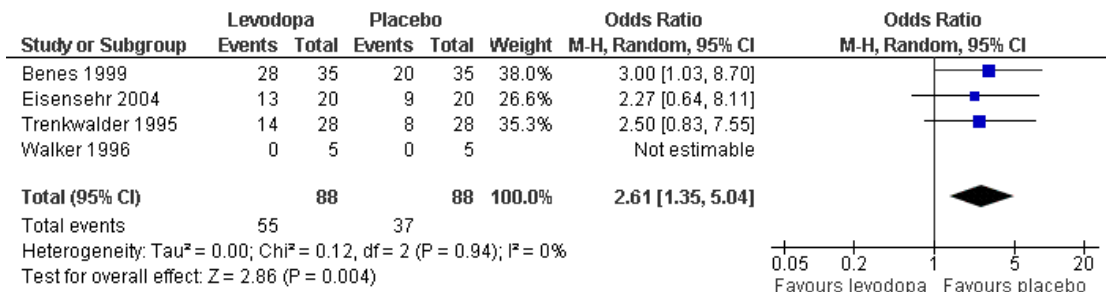 Levodopa Placebo Odds Ratio Odds Ratio
Study or Subgroup Events Total Events Total Weight M-H, Random, 95% CI M-H, Random, 95% CI
Benes 1999 28 35 20 35 38.0% 3.00 [1.03, 8.70]
Eisensehr 2004 13 20 9 20 26.6% 2.27 [0.64, 8.11]
Trenkwalder 1995 14 28 8 28 35.3% 2.50 [0.83, 7.55]
Walker 1996 0 5 0 5 Not estimable
Total (95% CI) 88 88 100.0% 2.61 [1.35, 5.04]
Total events 55 37
Heterogeneity: Tau² = 0.00; Chi² = 0.12, df = 2 (P = 0.94); I² = 0%
Test for overall effect: Z = 2.86 (P = 0.004)
0.05 0.2 1 5 20
Favours levodopa Favours placebo